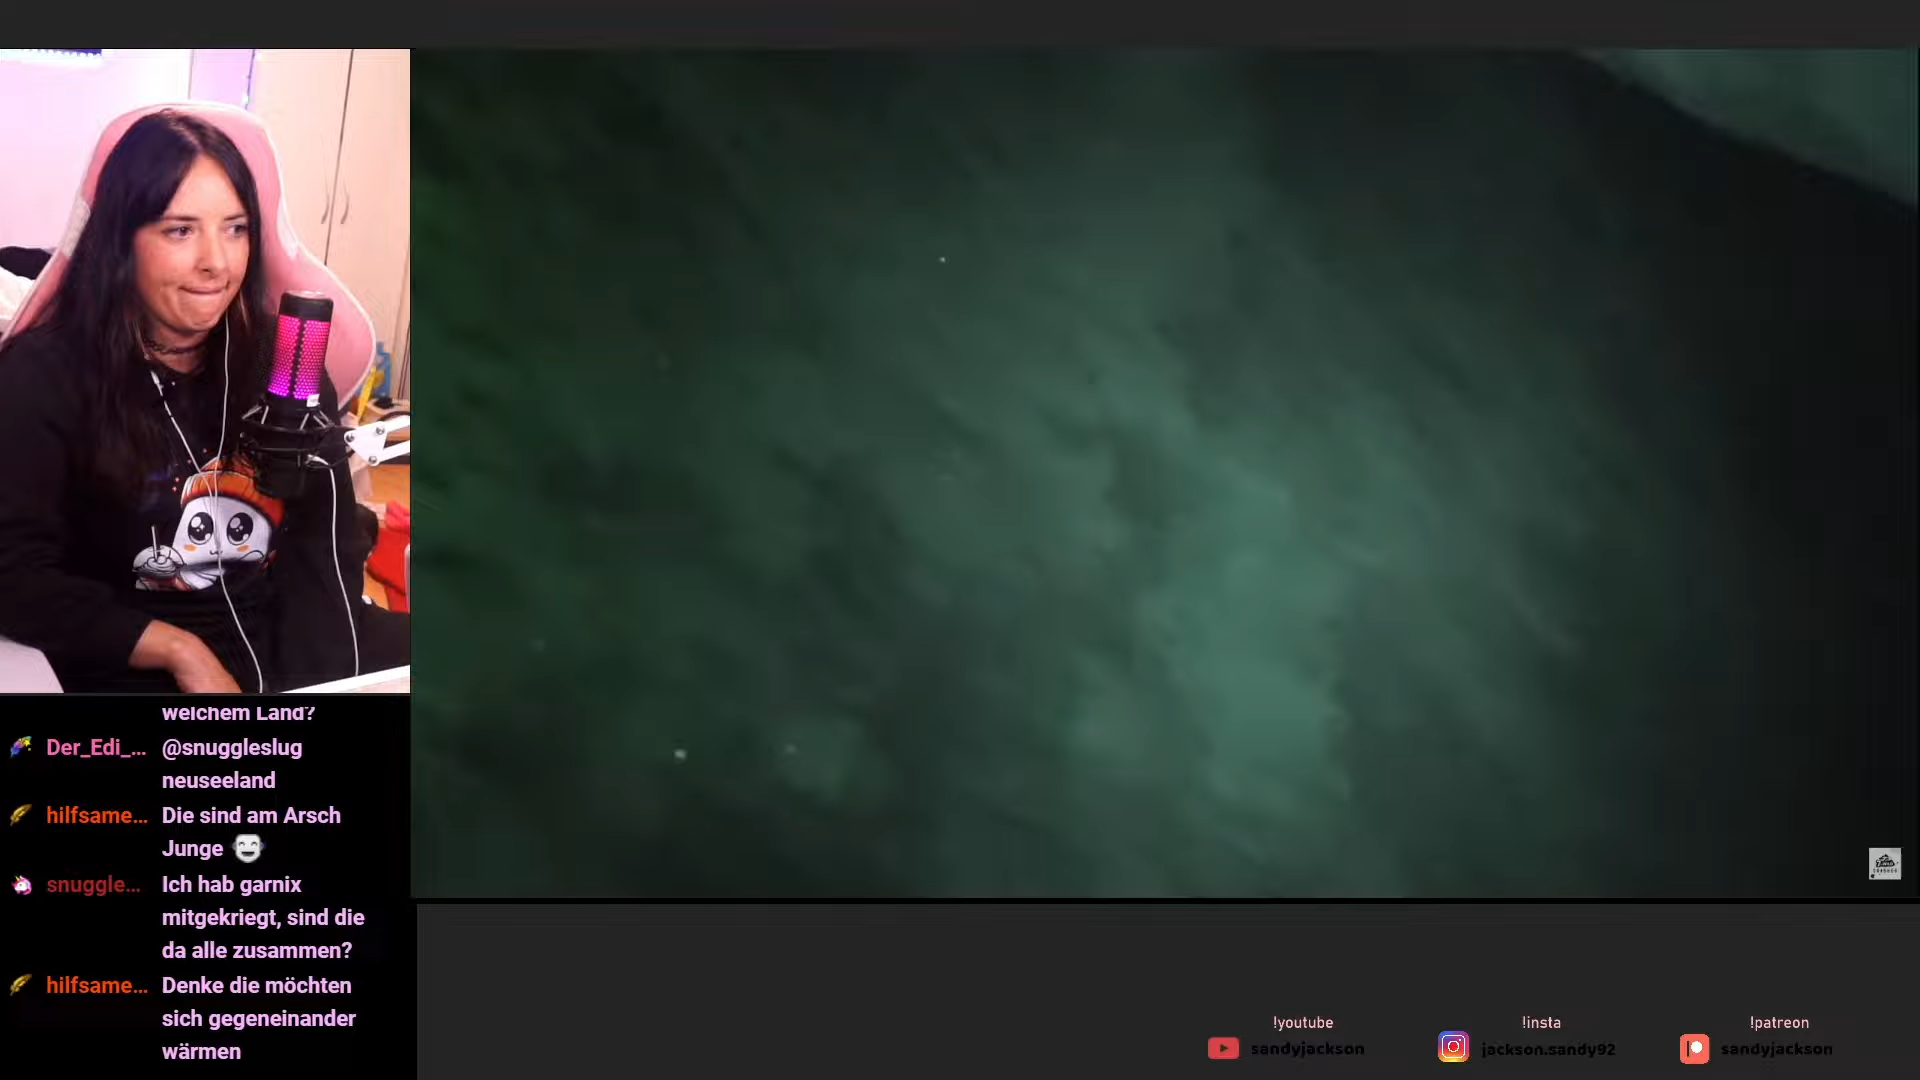 welchem Land?
Der_Edi_... @snuggleslug
neuseeland
hilfsame... Die sind am Arsch
Junge
snuggle... Ich hab garnix
mitgekriegt, sind die
da alle zusammen?
hilfsame... Denke die möchten
sich gegeneinander
wärmen
!youtube !insta !patreon
sandyjackson jackson.sandy92 sandyjackson